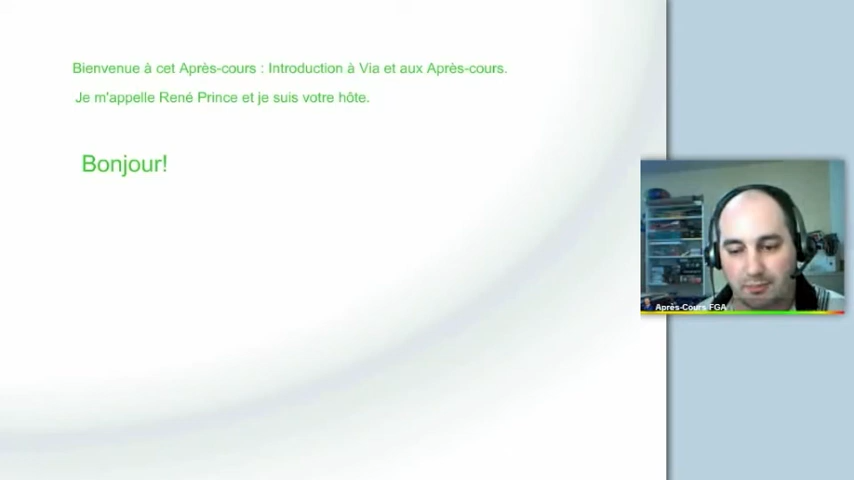 Bienvenue à cet Après-cours : Introduction à Via et aux Après-cours.
Je m'appelle René Prince et je suis votre hôte.
Bonjour!
Après-Cours FGA